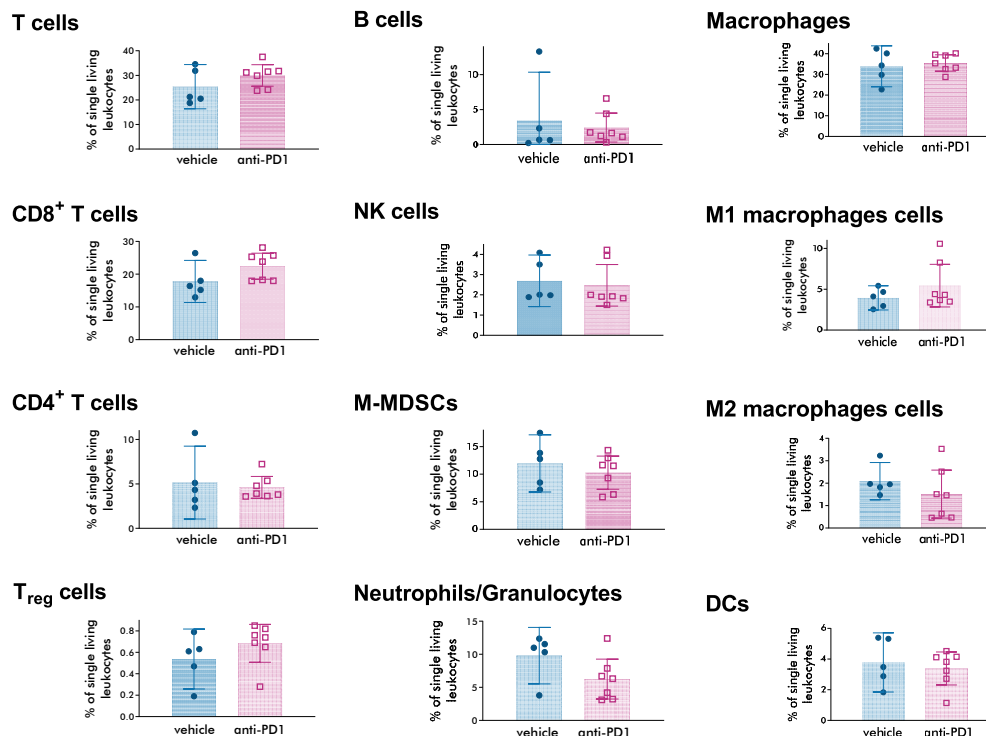 T cells
% of single living
leukocytes
40
30
20
10
0
vehicle anti-PD1
B cells
% of single living
leukocytes
10
5
0
vehicle anti-PD1
Macrophages
% of single living
leukocytes
40
30
20
10
0
vehicle anti-PD1
CD8+ T cells
% of single living
leukocytes
30
20
10
0
vehicle anti-PD1
NK cells
% of single living
leukocytes
4
3
2
1
0
vehicle anti-PD1
M1 macrophages cells
% of single living
leukocytes
10
5
0
vehicle anti-PD1
CD4+ T cells
% of single living
leukocytes
10
5
0
vehicle anti-PD1
M-MDSCs
% of single living
leukocytes
15
10
5
0
vehicle anti-PD1
M2 macrophages cells
% of single living
leukocytes
4
3
2
1
0
vehicle anti-PD1
Treg cells
% of single living
leukocytes
0.8
0.6
0.4
0.2
0.0
vehicle anti-PD1
Neutrophils/Granulocytes
% of single living
leukocytes
15
10
5
0
vehicle anti-PD1
DCs
% of single living
leukocytes
6
4
2
0
vehicle anti-PD1